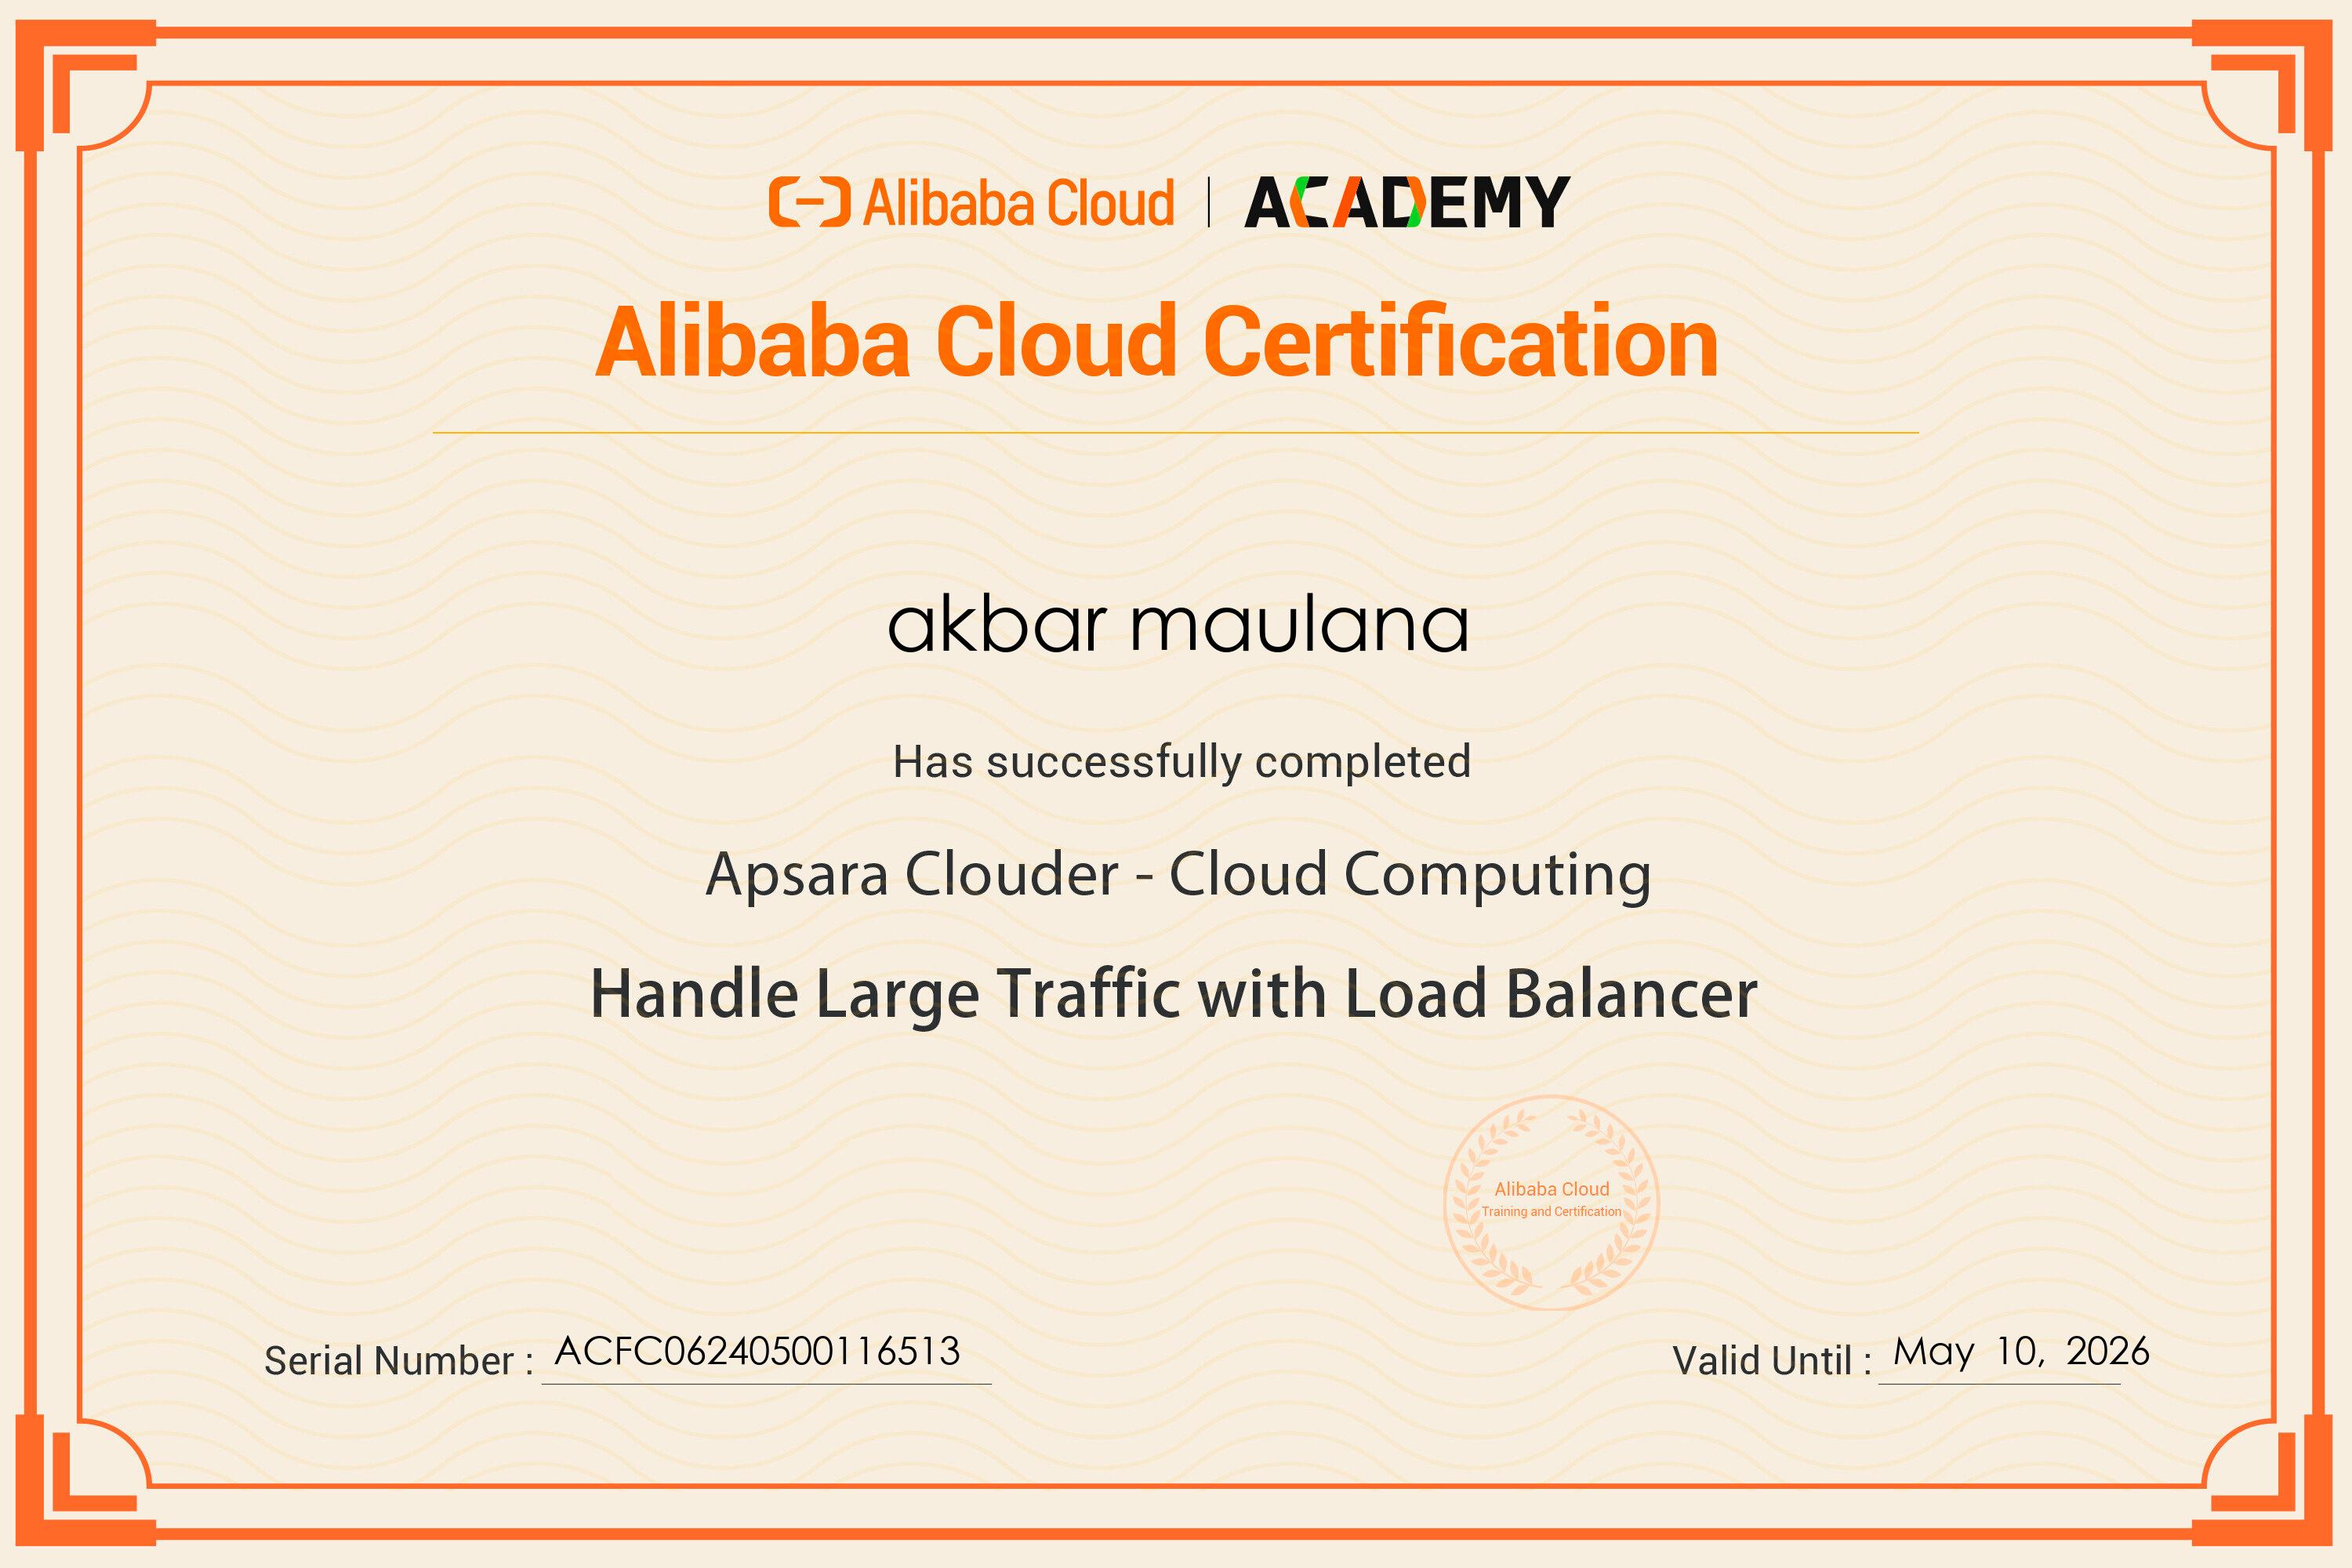 Alibaba Cloud | ACADEMY
Alibaba Cloud Certification
akbar maulana
Has successfully completed
Apsara Clouder - Cloud Computing
Handle Large Traffic with Load Balancer
Alibaba Cloud
Training and Certification
Serial Number : ACFC06240500116513
Valid Until : May 10, 2026